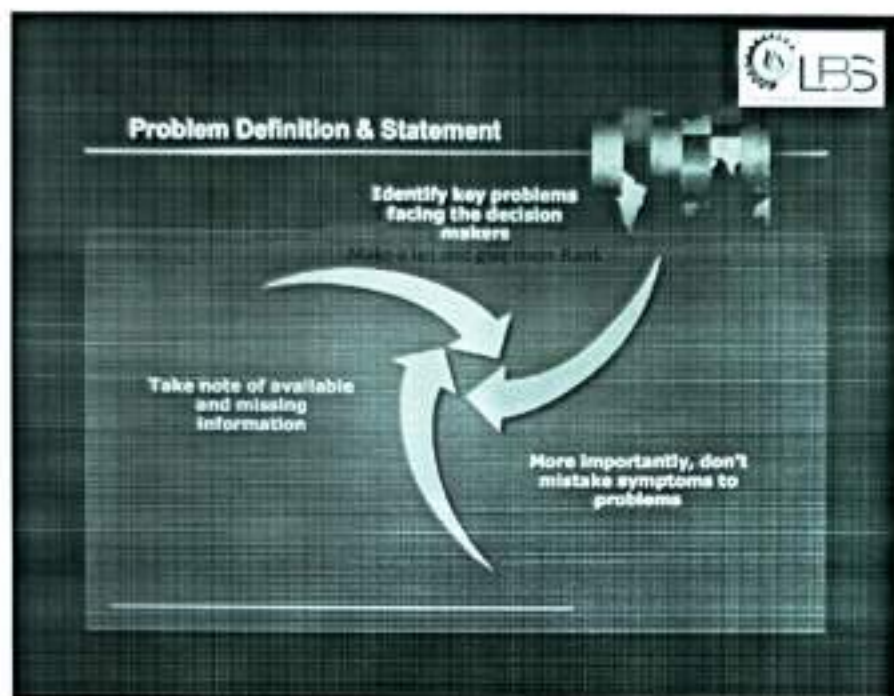 LBS
Problem Definition & Statement
Identify key problems
facing the decision
makers
Make a list and give them Rank
Take note of available
and missing
information
More importantly, don't
mistake symptoms to
problems